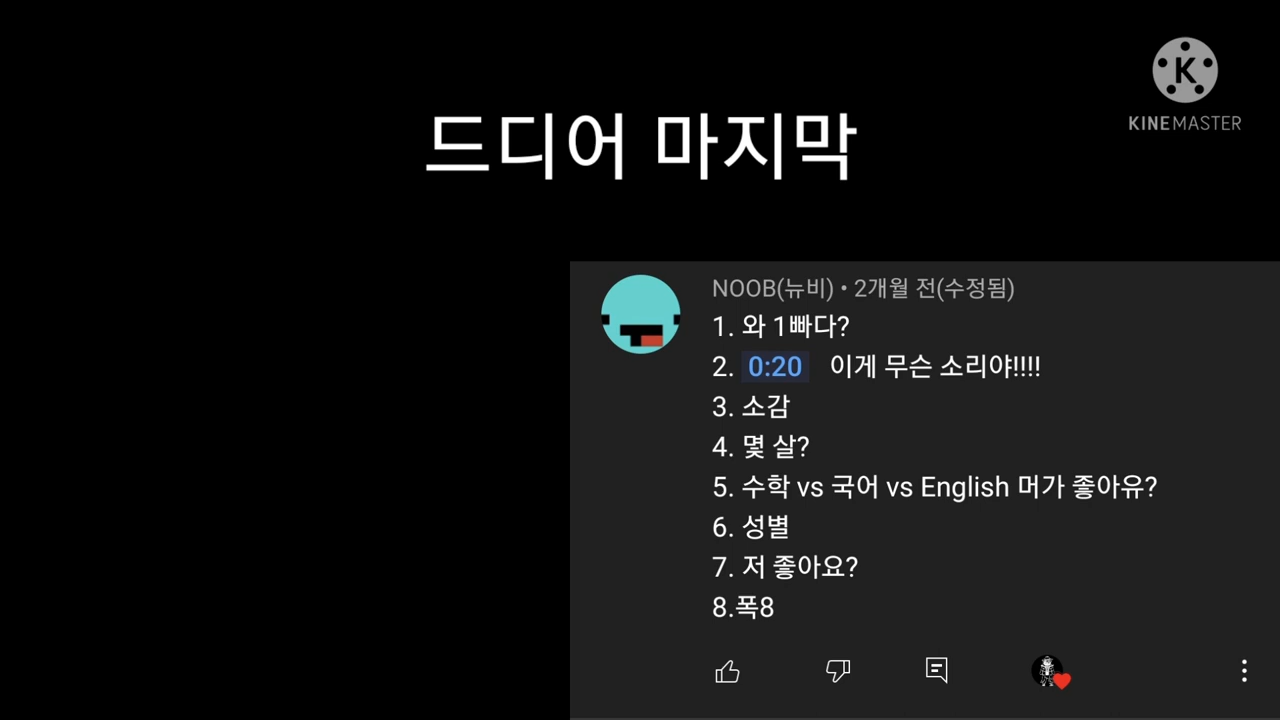 드디어 마지막
KINEMASTER
NOOB(뉴비) • 2개월 전(수정됨)
1. 와 1빠다?
2. 0:20 이게 무슨 소리야!!!!
3. 소감
4. 몇 살?
5. 수학 vs 국어 vs English 머가 좋아유?
6. 성별
7. 저 좋아요?
8.폭8